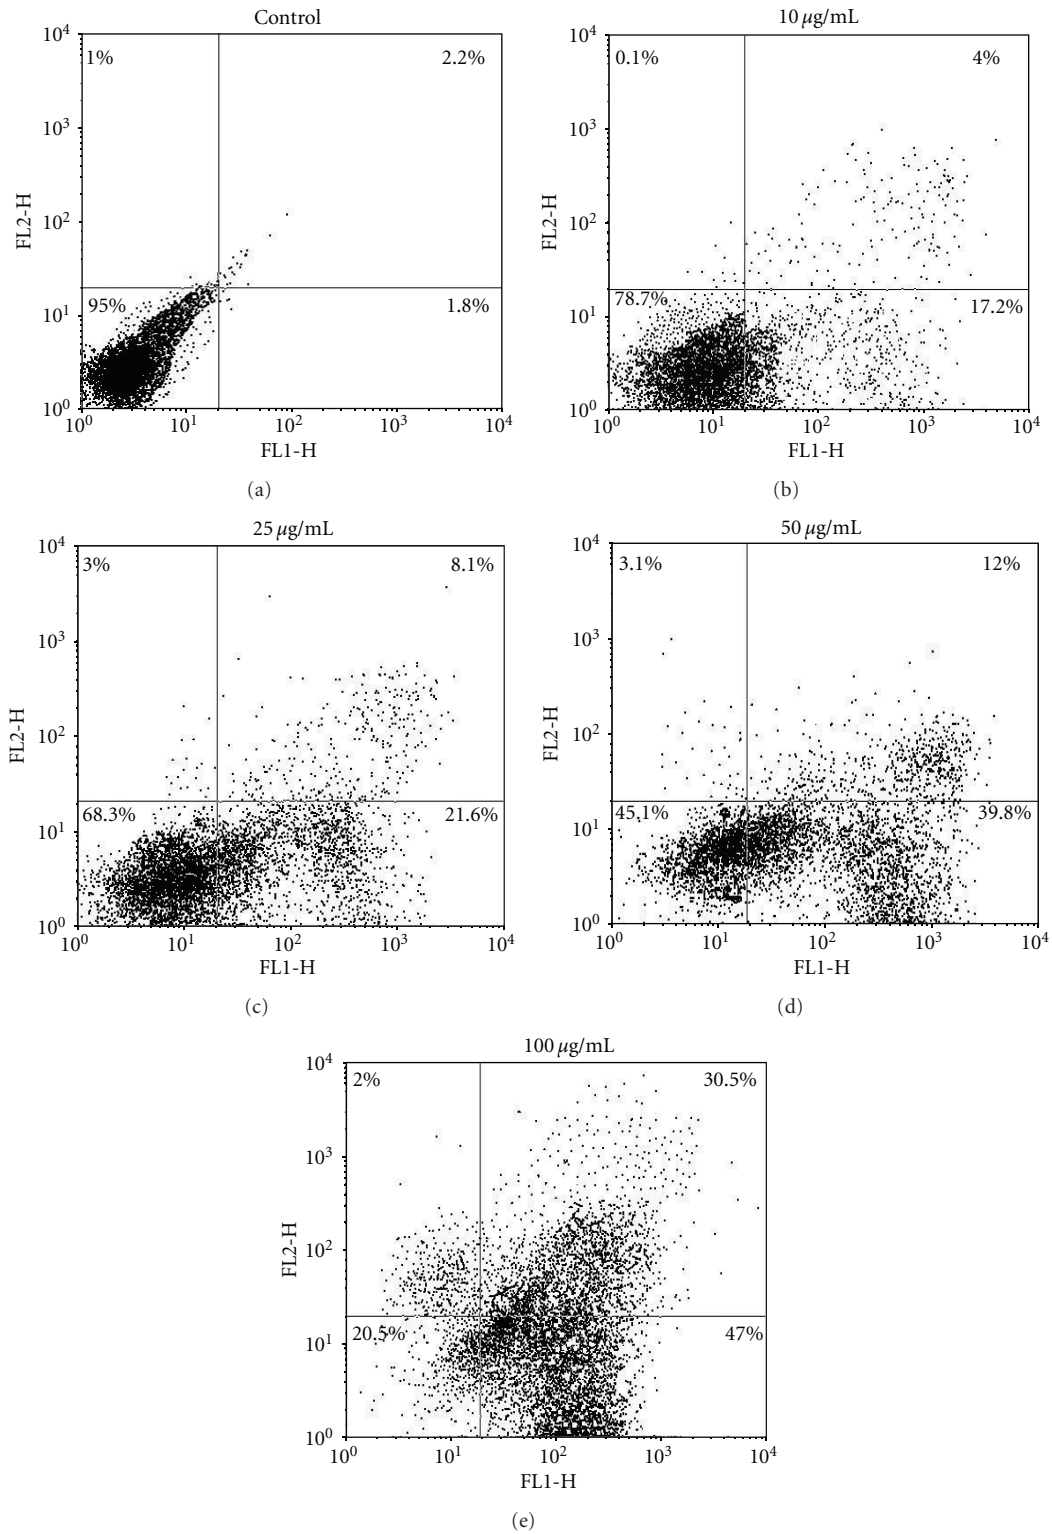 Control
10⁴
1%
2.2%
10³
FL2-H
10²
95%
1.8%
10¹
10⁰
10⁰ 10¹ 10² 10³ 10⁴
FL1-H
(a)
10 µg/mL
10⁴
0.1%
4%
10³
FL2-H
10²
78.7%
17.2%
10¹
10⁰
10⁰ 10¹ 10² 10³ 10⁴
FL1-H
(b)
25 µg/mL
10⁴
3%
8.1%
10³
FL2-H
10²
68.3%
21.6%
10¹
10⁰
10⁰ 10¹ 10² 10³ 10⁴
FL1-H
(c)
50 µg/mL
10⁴
3.1%
12%
10³
FL2-H
10²
45.1%
39.8%
10¹
10⁰
10⁰ 10¹ 10² 10³ 10⁴
FL1-H
(d)
100 µg/mL
10⁴
2%
30.5%
10³
FL2-H
10²
20.5%
47%
10¹
10⁰
10⁰ 10¹ 10² 10³ 10⁴
FL1-H
(e)